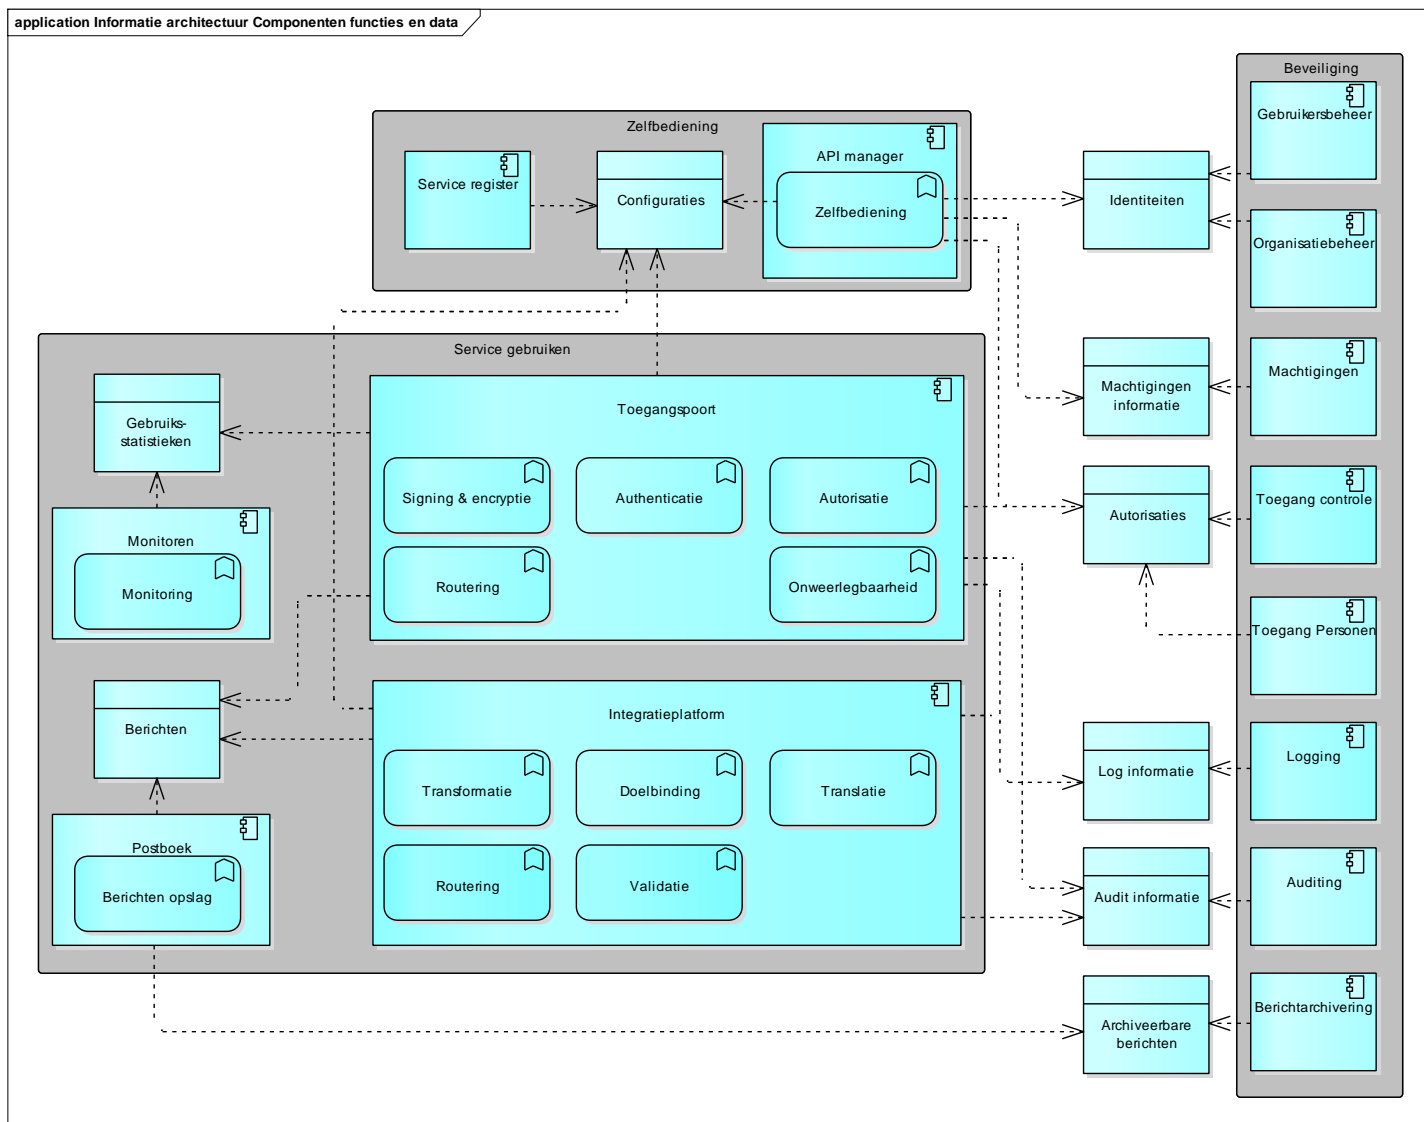 application Informatie architectuur Componenten functies en data
Beveiliging
Gebruikersbeheer
Zelfbediening
API manager
Service register
Configuraties
Zelfbediening
Identiteiten
Organisatiebeheer
Service gebruiken
Machtigingen
informatie
Machtigingen
Gebruiks-
statistieken
Toegangspoort
Signing & encryptie
Authenticatie
Autorisatie
Autorisaties
Toegang controle
Monitoren
Monitoring
Routering
Onweerlegbaarheid
Toegang Personen
Berichten
Integratieplatform
Transformatie
Doelbinding
Translatie
Log informatie
Logging
Postboek
Berichten opslag
Routering
Validatie
Audit informatie
Auditing
Archiveerbare
berichten
Berichtarchivering